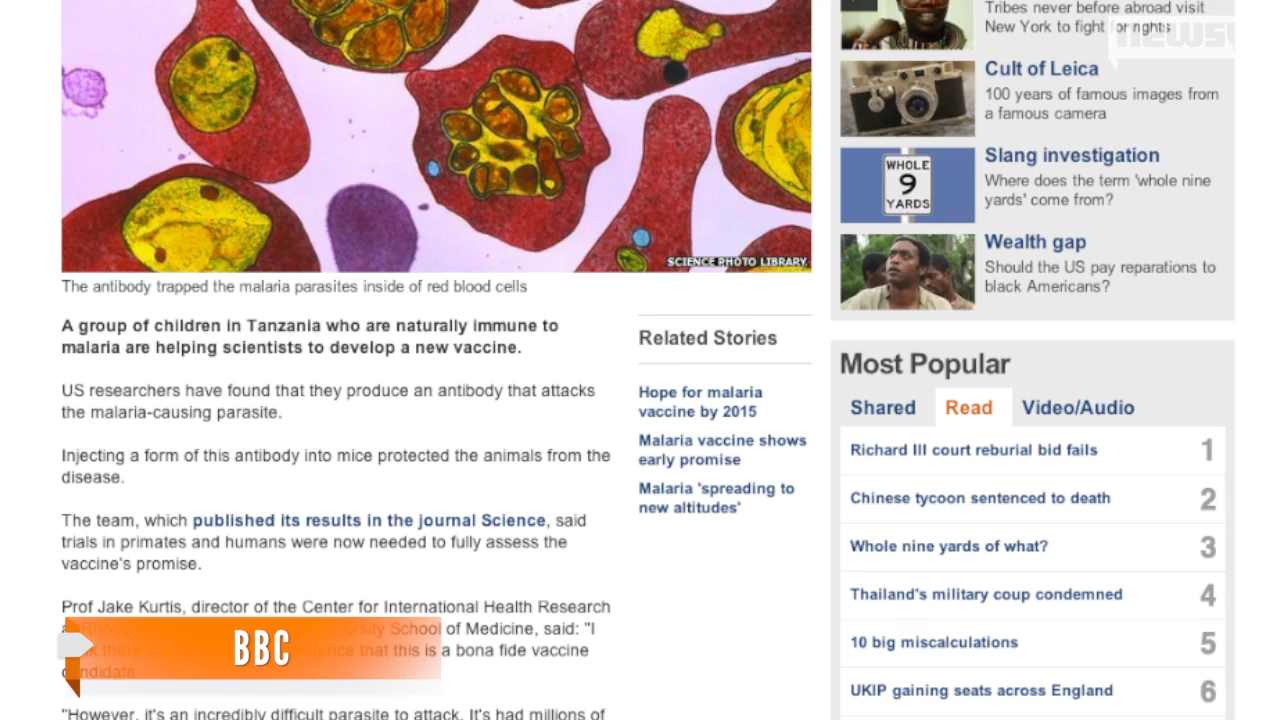 SCIENCE PHOTO LIBRARY
The antibody trapped the malaria parasites inside of red blood cells
A group of children in Tanzania who are naturally immune to
malaria are helping scientists to develop a new vaccine.
US researchers have found that they produce an antibody that attacks
the malaria-causing parasite.
Injecting a form of this antibody into mice protected the animals from the
disease.
The team, which published its results in the journal Science, said
trials in primates and humans were now needed to fully assess the
vaccine's promise.
Prof Jake Kurtis, director of the Center for International Health Research
School of Medicine, said: "I
that this is a bona fide vaccine
candidate.
"However, it's an incredibly difficult parasite to attack. It's had millions of
BBC
Related Stories
Hope for malaria
vaccine by 2015
Malaria vaccine shows
early promise
Malaria 'spreading to
new altitudes'
Tribes never before abroad visit
New York to fight for rights
Cult of Leica
100 years of famous images from
a famous camera
WHOLE
9
YARDS
Slang investigation
Where does the term 'whole nine
yards' come from?
Wealth gap
Should the US pay reparations to
black Americans?
Most Popular
Shared Read Video/Audio
Richard III court reburial bid fails 1
Chinese tycoon sentenced to death 2
Whole nine yards of what? 3
Thailand's military coup condemned 4
10 big miscalculations 5
UKIP gaining seats across England 6